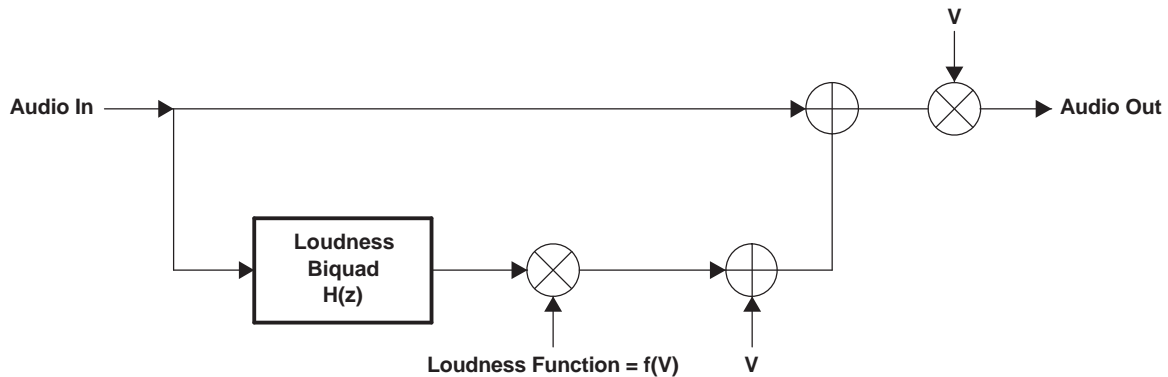 V
Audio In
Audio Out
Loudness
Biquad
H(z)
Loudness Function = f(V)
V